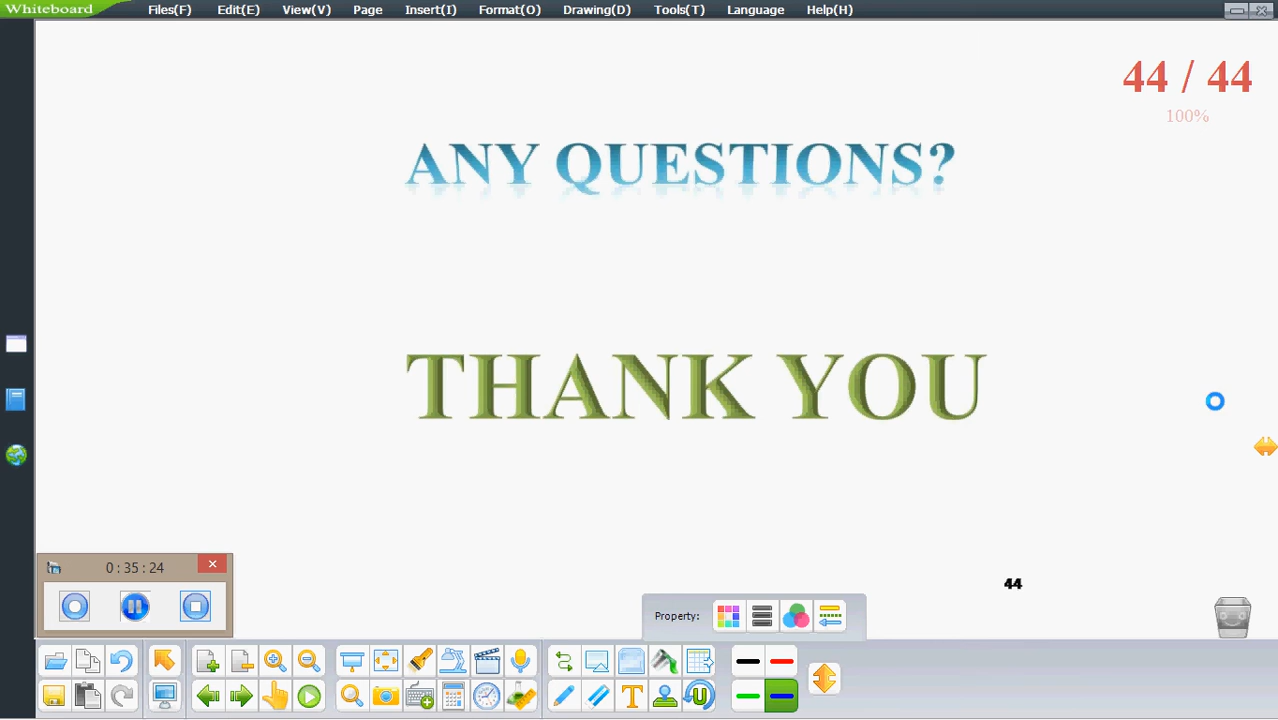 Whiteboard
Files(F) Edit(E) View(V) Page Insert(I) Format(O) Drawing(D) Tools(T) Language Help(H)
44 / 44
100%
ANY QUESTIONS?
THANK YOU
0:35:24
44
Property: